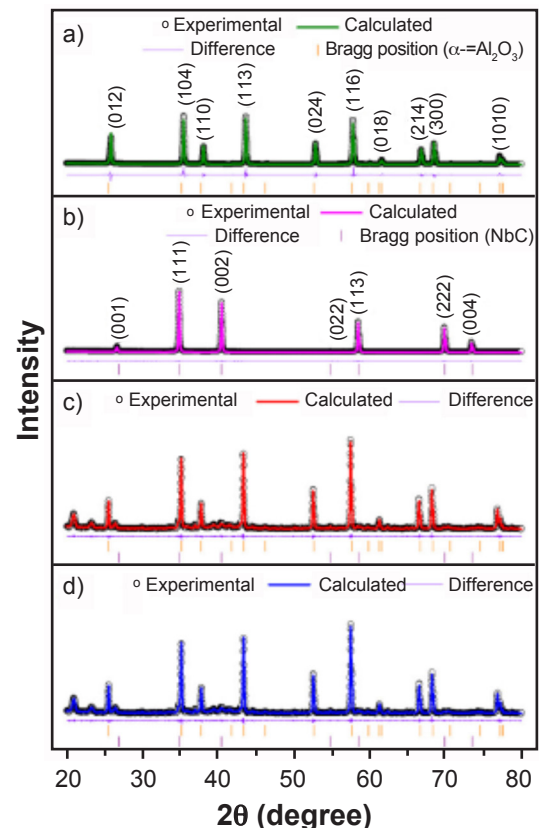 a)
o Experimental Calculated
Difference Bragg position (α-=Al₂O₃)
(012)
(104)
(110)
(113)
(024)
(116)
(018)
(214)
(300)
(1010)
b)
o Experimental Calculated
Difference Bragg position (NbC)
(001)
(111)
(002)
(022)
(113)
(222)
(004)
c)
o Experimental Calculated Difference
d)
o Experimental Calculated Difference
Intensity
20 30 40 50 60 70 80
2θ (degree)